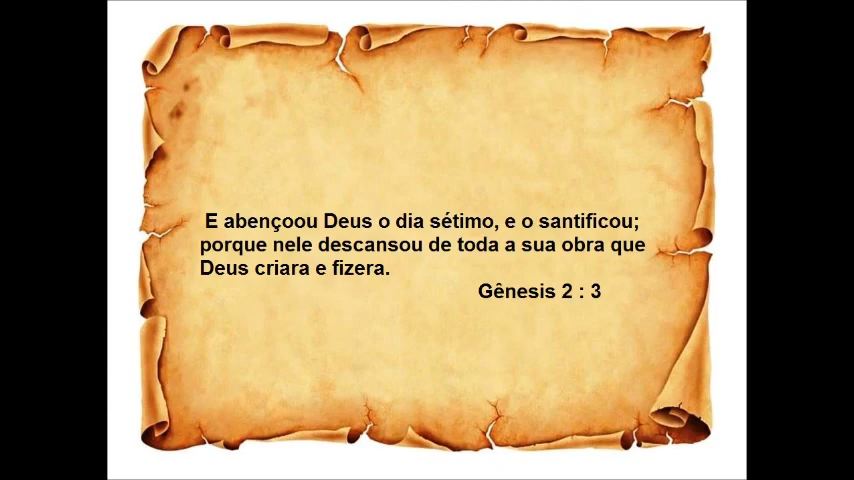 E abençoou Deus o dia sétimo, e o santificou;
porque nele descansou de toda a sua obra que
Deus criara e fizera.
Gênesis 2 : 3